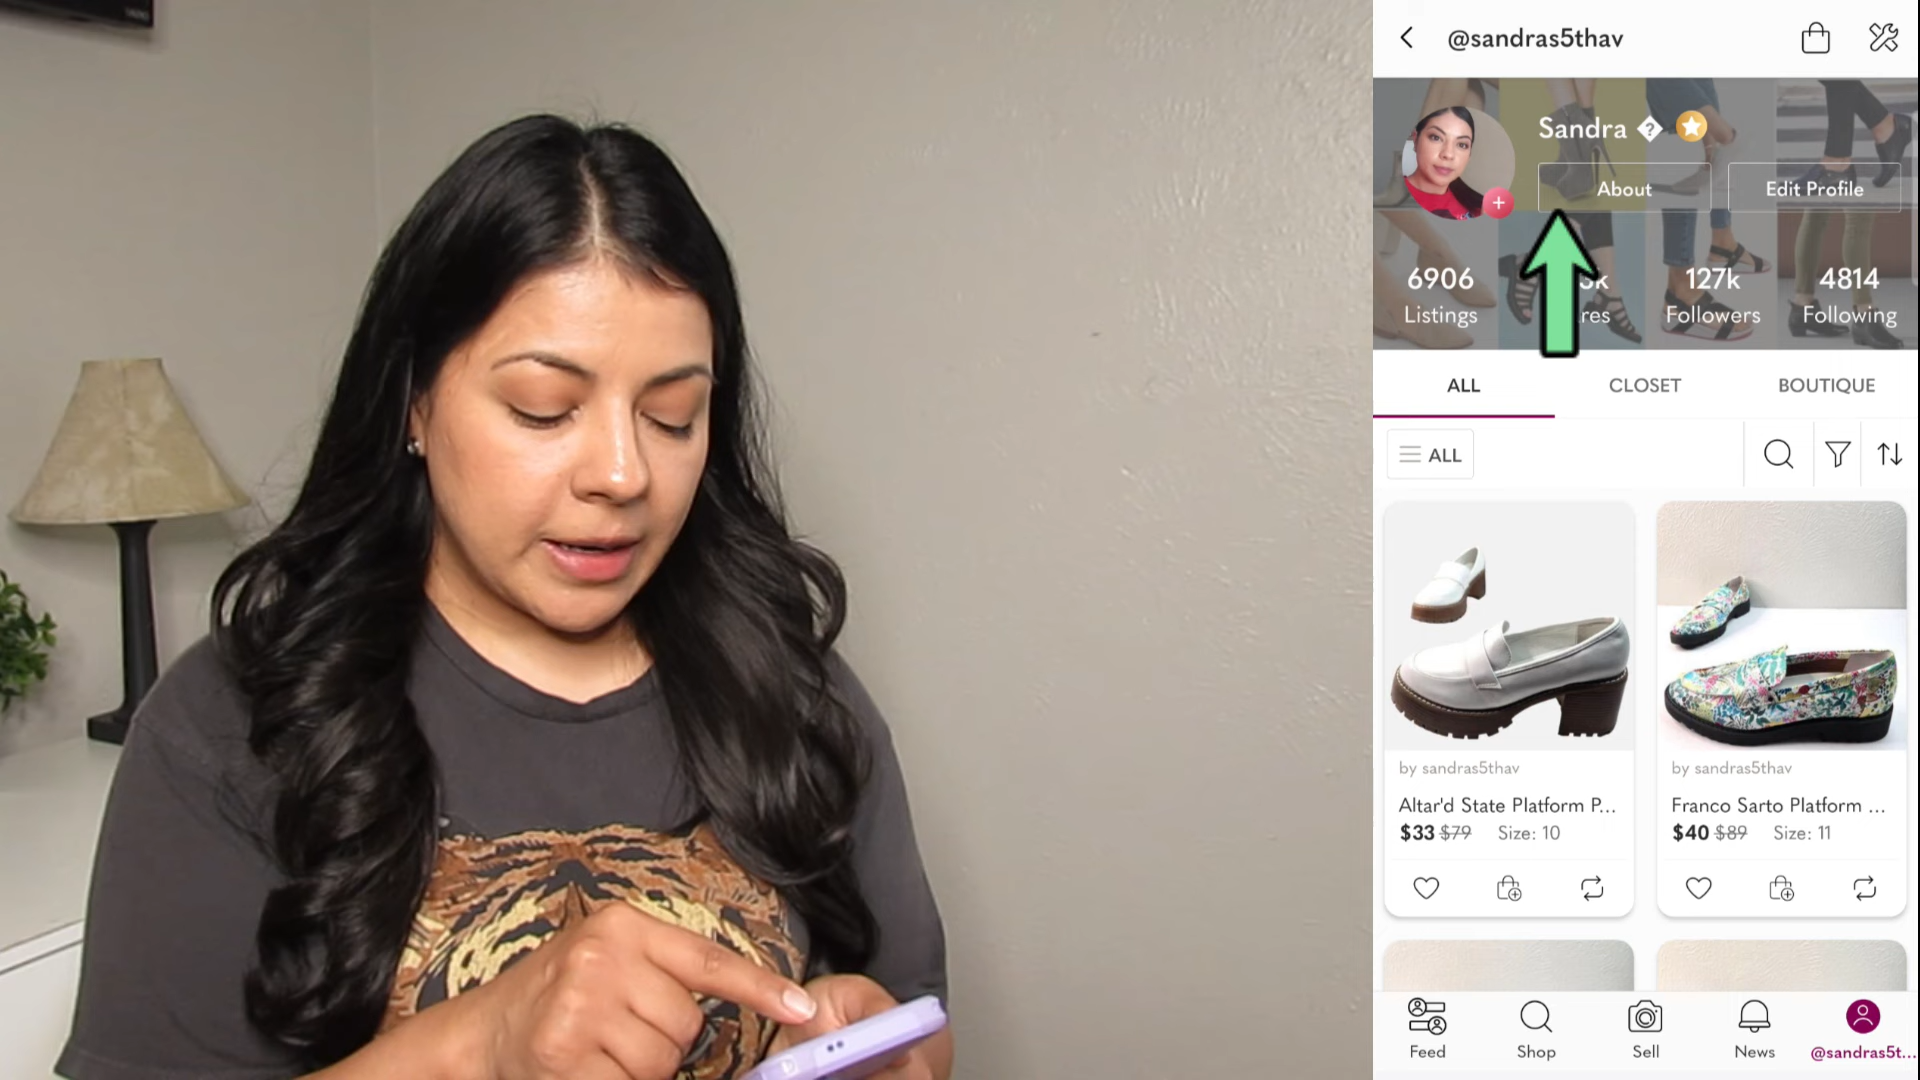 @sandras5thav
Sandra
About
Edit Profile
6906
127k
4814
Listings
Followers
Following
ALL
CLOSET
BOUTIQUE
ALL
by sandras5thav
by sandras5thav
Altar'd State Platform P...
Franco Sarto Platform ...
$33 $79 Size: 10
$40 $89 Size: 11
Feed
Shop
Sell
News
@sandras5t...